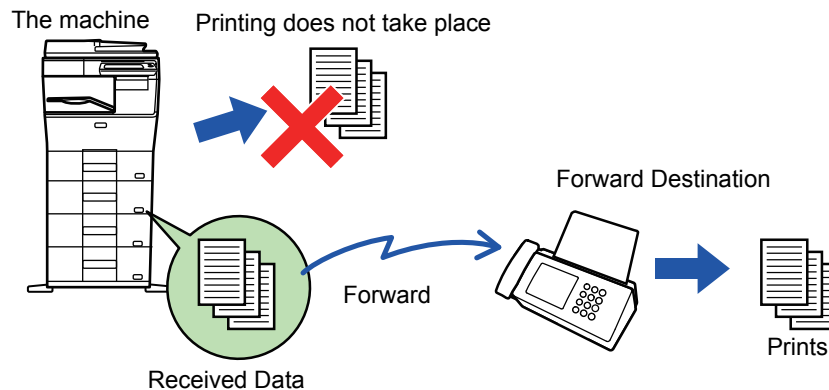 The machine
Printing does not take place
Forward Destination
Forward
Prints
Received Data